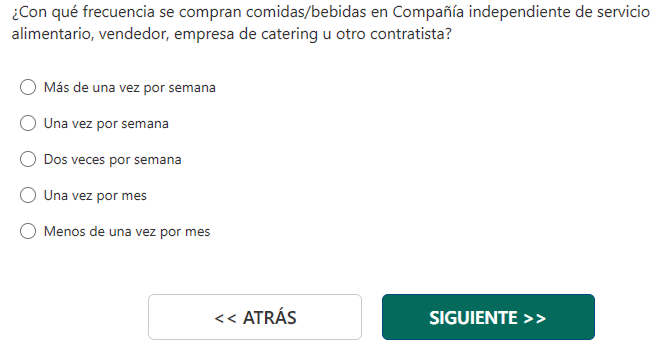 ¿Con qué frecuencia se compran comidas/bebidas en Compañía independiente de servicio
alimentario, vendedor, empresa de catering u otro contratista?
Más de una vez por semana
Una vez por semana
Dos veces por semana
Una vez por mes
Menos de una vez por mes
<< ATRÁS
SIGUIENTE >>